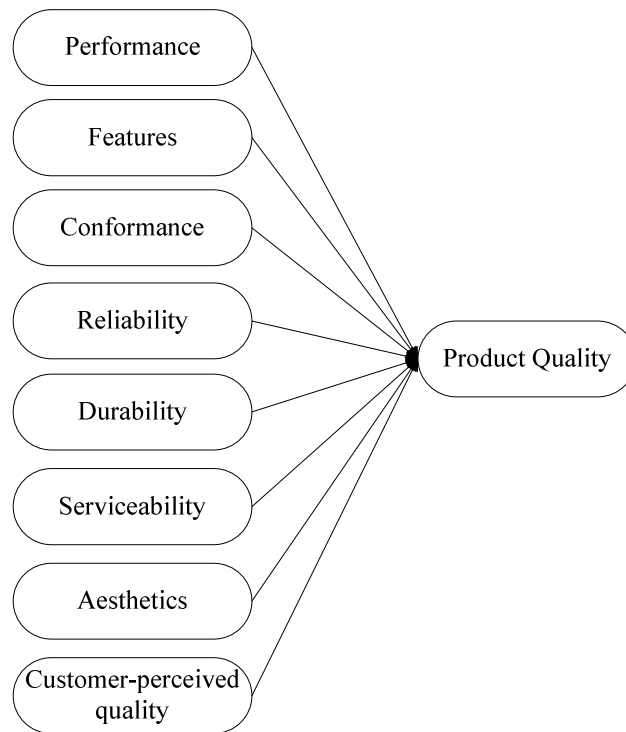 Performance
Features
Conformance
Reliability
Product Quality
Durability
Serviceability
Aesthetics
Customer-perceived
quality